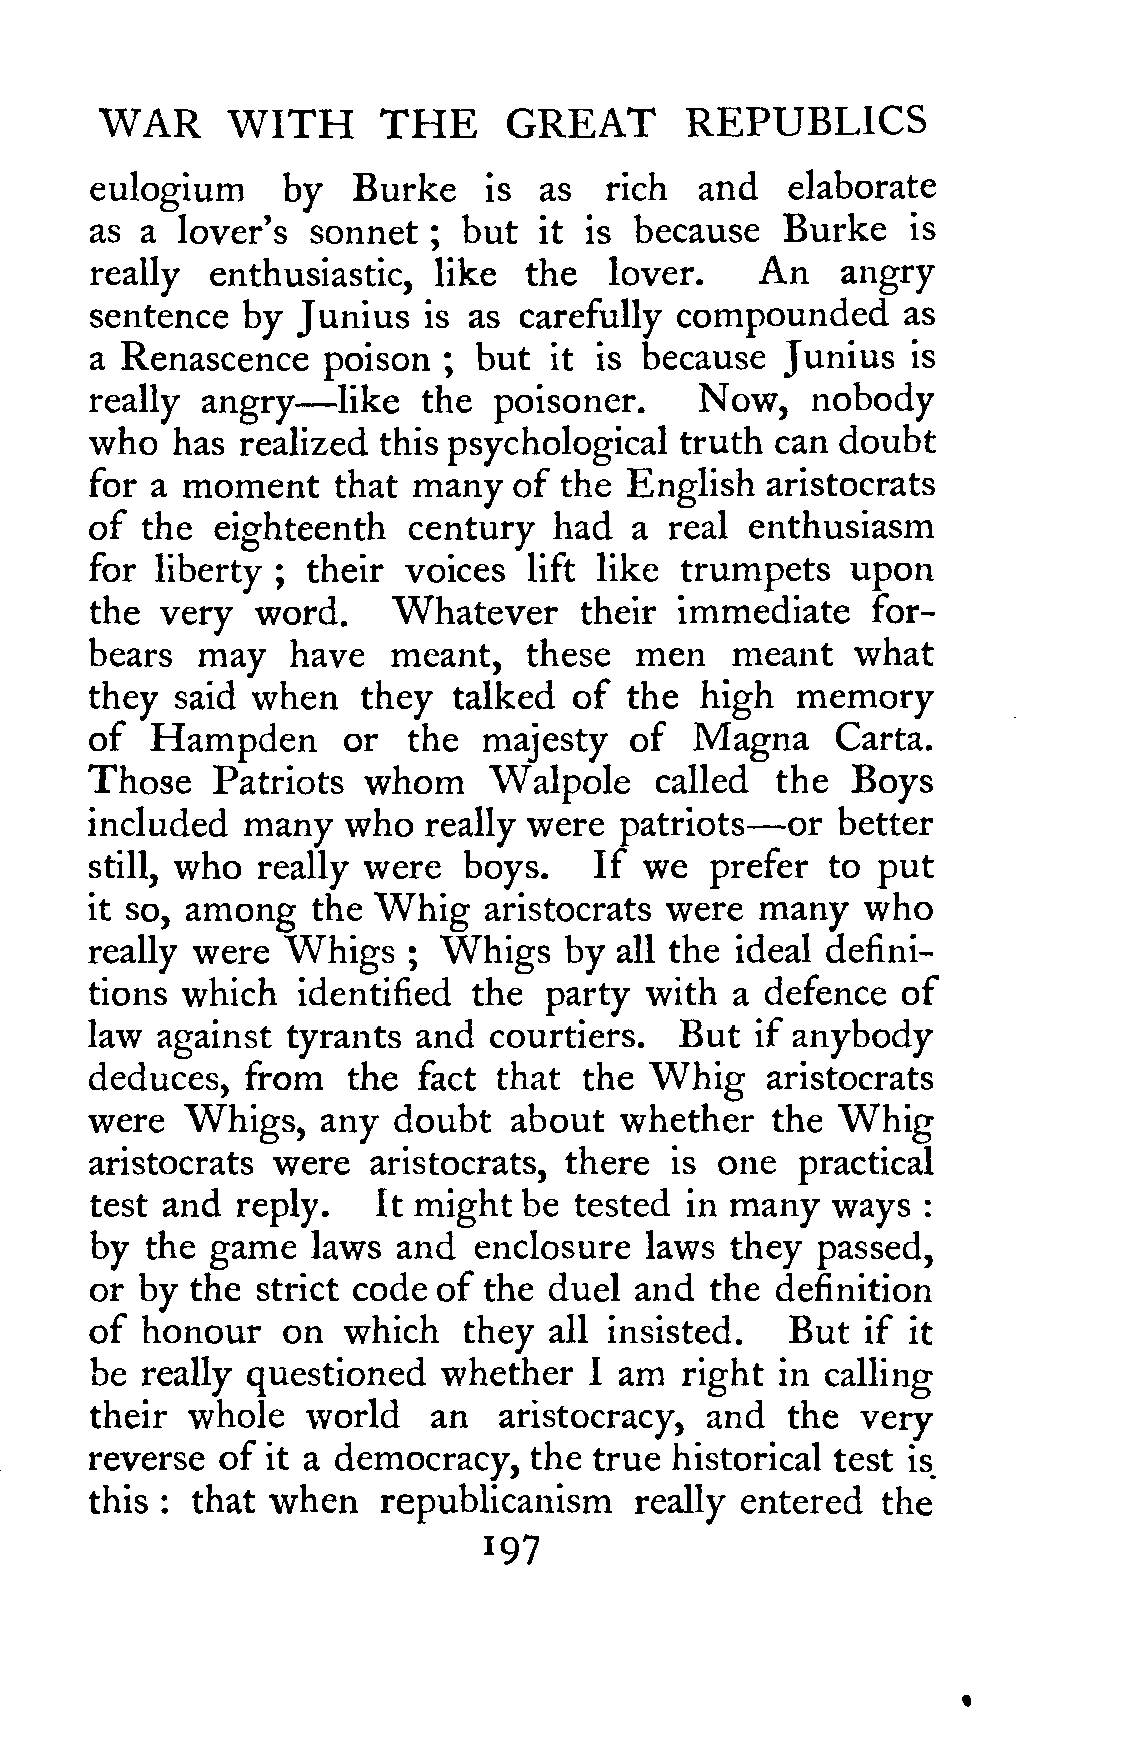 WAR WITH THE GREAT REPUBLICS
eulogium by Burke is as rich and elaborate
as a lover's sonnet ; but it is because Burke is
really enthusiastic, like the lover. An angry
sentence by Junius is as carefully compounded as
a Renascence poison ; but it is because Junius is
really angry—like the poisoner. Now, nobody
who has realized this psychological truth can doubt
for a moment that many of the English aristocrats
of the eighteenth century had a real enthusiasm
for liberty ; their voices lift like trumpets upon
the very word. Whatever their immediate for-
bears may have meant, these men meant what
they said when they talked of the high memory
of Hampden or the majesty of Magna Carta.
Those Patriots whom Walpole called the Boys
included many who really were patriots—or better
still, who really were boys. If we prefer to put
it so, among the Whig aristocrats were many who
really were Whigs ; Whigs by all the ideal defini-
tions which identified the party with a defence of
law against tyrants and courtiers. But if anybody
deduces, from the fact that the Whig aristocrats
were Whigs, any doubt about whether the Whig
aristocrats were aristocrats, there is one practical
test and reply. It might be tested in many ways :
by the game laws and enclosure laws they passed,
or by the strict code of the duel and the definition
of honour on which they all insisted. But if it
be really questioned whether I am right in calling
their whole world an aristocracy, and the very
reverse of it a democracy, the true historical test is
this : that when republicanism really entered the
197